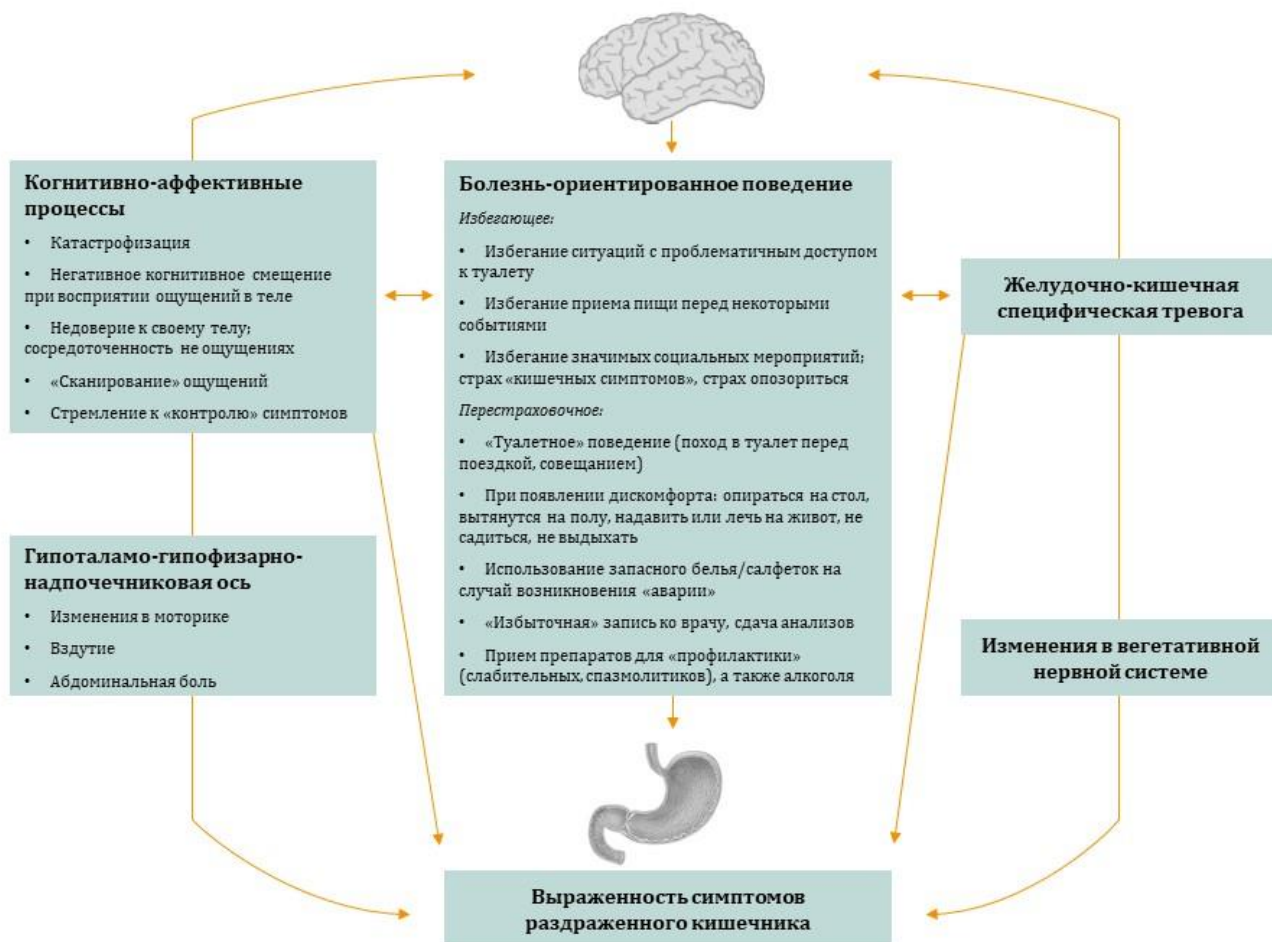 Когнитивно-аффективные
процессы
• Катастрофизация
• Негативное когнитивное смещение
при восприятии ощущений в теле
• Недоверие к своему телу;
сосредоточенность не ощущениях
• «Сканирование» ощущений
• Стремление к «контролю» симптомов
Гипоталамо-гипофизарно-
надпочечниковая ось
• Изменения в моторике
• Вздутие
• Абдоминальная боль
Болезнь-ориентированное поведение
Избегающее:
• Избегание ситуаций с проблематичным доступом
к туалету
• Избегание приема пищи перед некоторыми
событиями
• Избегание значимых социальных мероприятий;
страх «кишечных симптомов», страх опозориться
Перестраховочное:
• «Туалетное» поведение (поход в туалет перед
поездкой, совещанием)
• При появлении дискомфорта: опираться на стол,
вытянутся на полу, надавить или лечь на живот, не
садиться, не выдыхать
• Использование запасного белья/салфеток на
случай возникновения «аварии»
• «Избыточная» запись ко врачу, сдача анализов
• Прием препаратов для «профилактики»
(слабительных, спазмолитиков), а также алкоголя
Желудочно-кишечная
специфическая тревога
Изменения в вегетативной
нервной системе
Выраженность симптомов
раздраженного кишечника